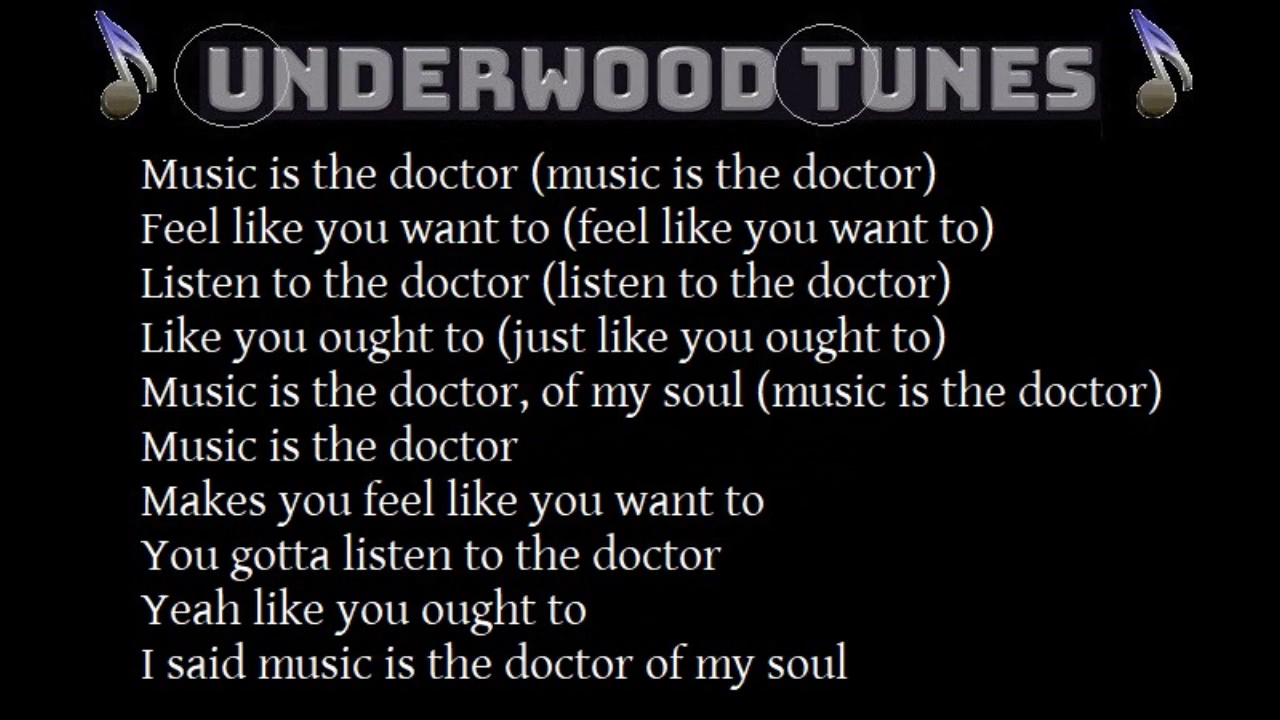 UNDERWOOD TUNES
Music is the doctor (music is the doctor)
Feel like you want to (feel like you want to)
Listen to the doctor (listen to the doctor)
Like you ought to (just like you ought to)
Music is the doctor, of my soul (music is the doctor)
Music is the doctor
Makes you feel like you want to
You gotta listen to the doctor
Yeah like you ought to
I said music is the doctor of my soul